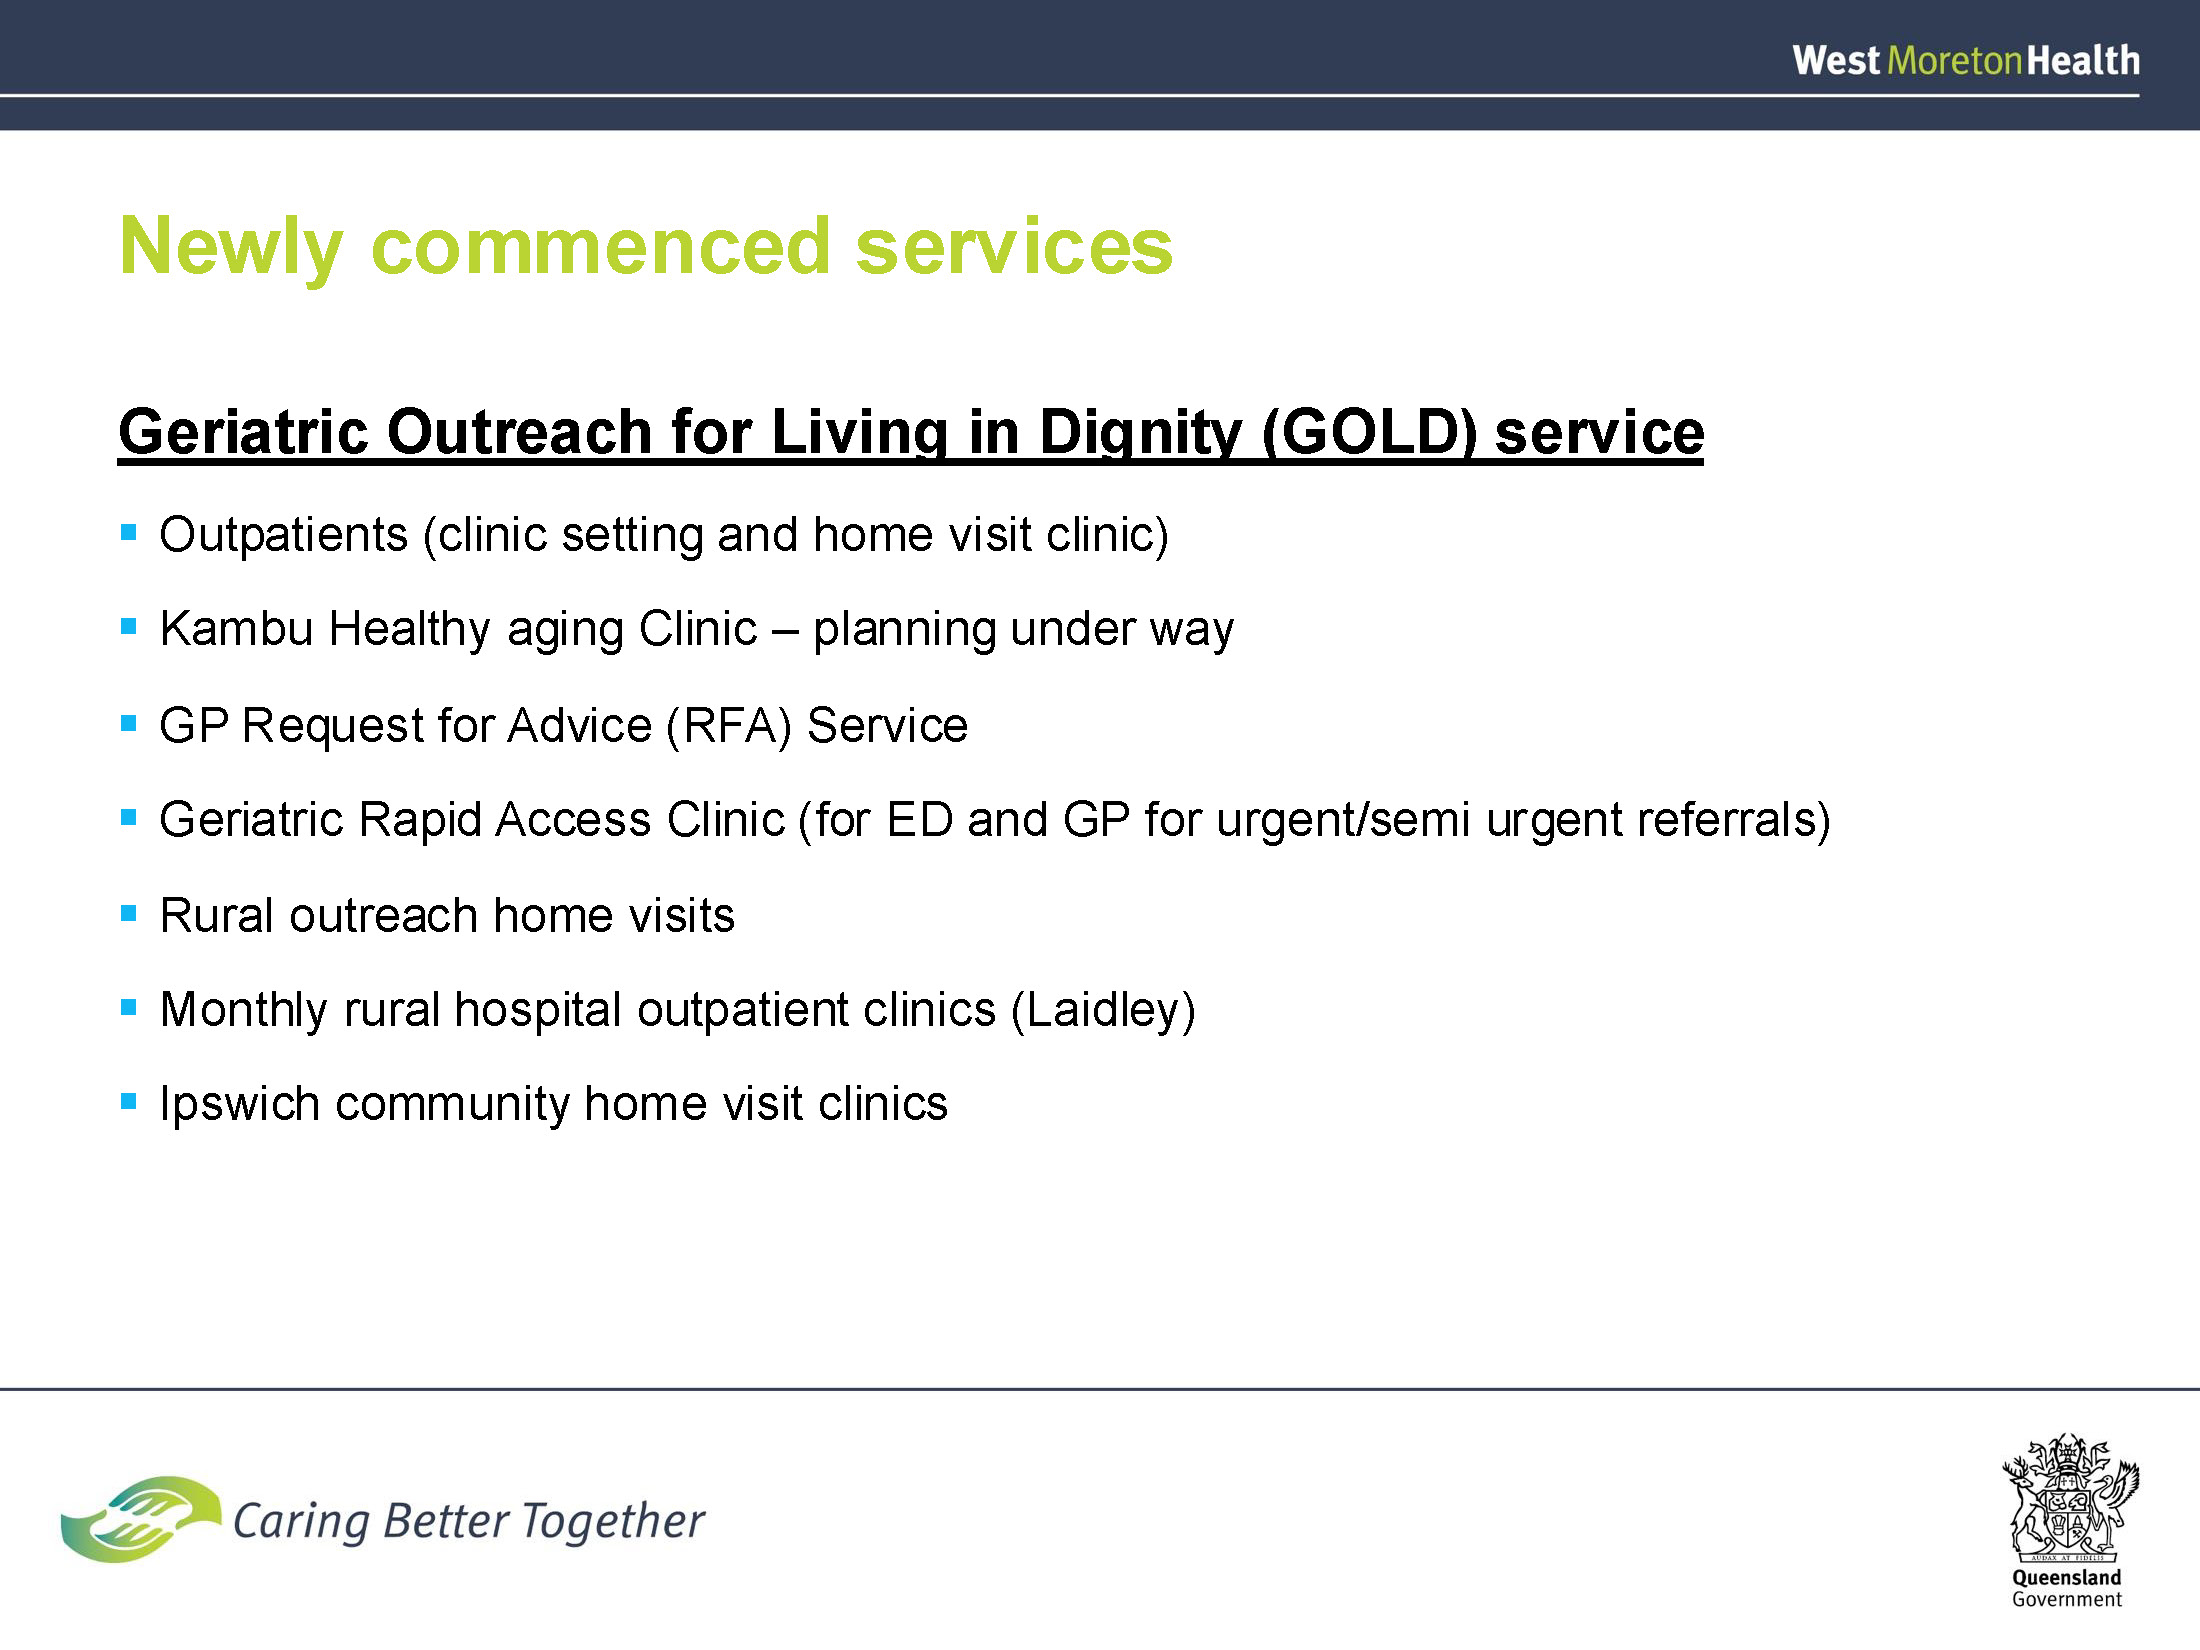 West Moreton Health
Newly commenced services
Geriatric Outreach for Living in Dignity (GOLD) service
▪ Outpatients (clinic setting and home visit clinic)
▪ Kambu Healthy aging Clinic – planning under way
▪ GP Request for Advice (RFA) Service
▪ Geriatric Rapid Access Clinic (for ED and GP for urgent/semi urgent referrals)
▪ Rural outreach home visits
▪ Monthly rural hospital outpatient clinics (Laidley)
▪ Ipswich community home visit clinics
Caring Better Together
AUDAX AT FIDELIS
Queensland
Government